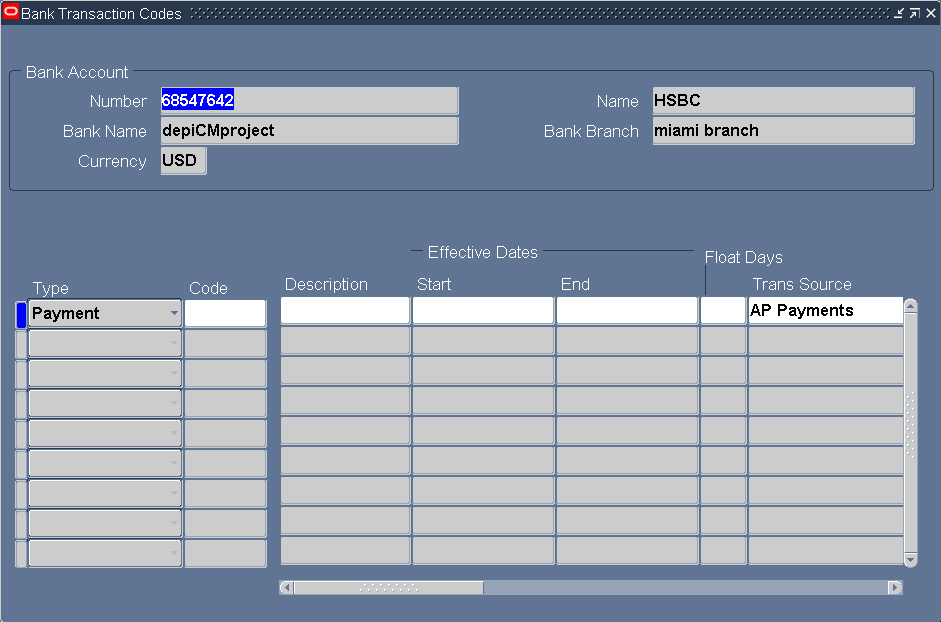 Bank Transaction Codes
Bank Account
Number 68547642 Name HSBC
Bank Name depiCMproject Bank Branch miami branch
Currency USD
Effective Dates Float Days
Type Code Description Start End Trans Source
Payment AP Payments